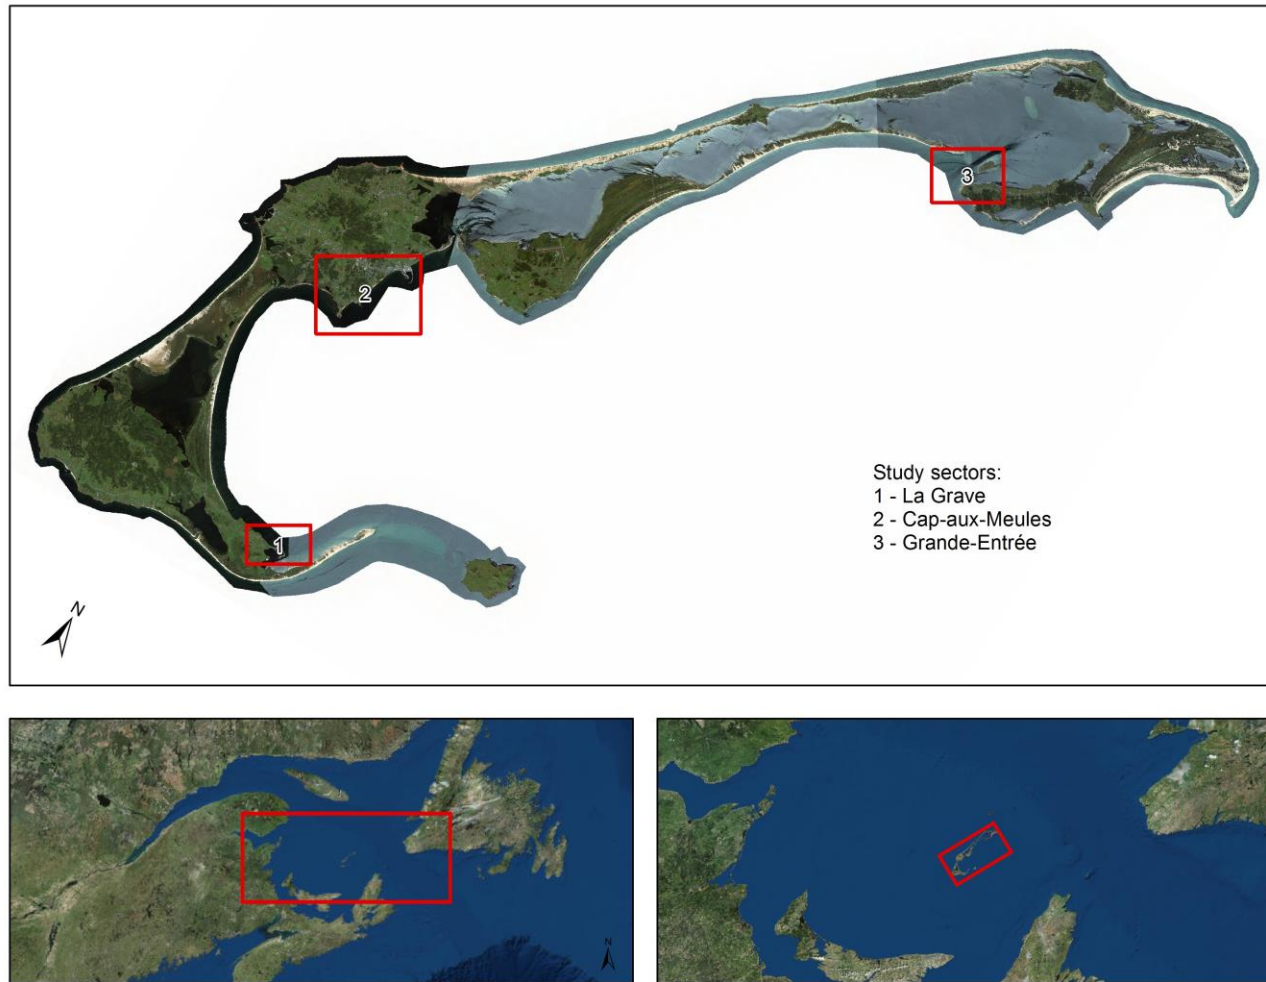 3
2
Study sectors:
1 - La Grave
2 - Cap-aux-Meules
3 - Grande-Entrée
1
N
N